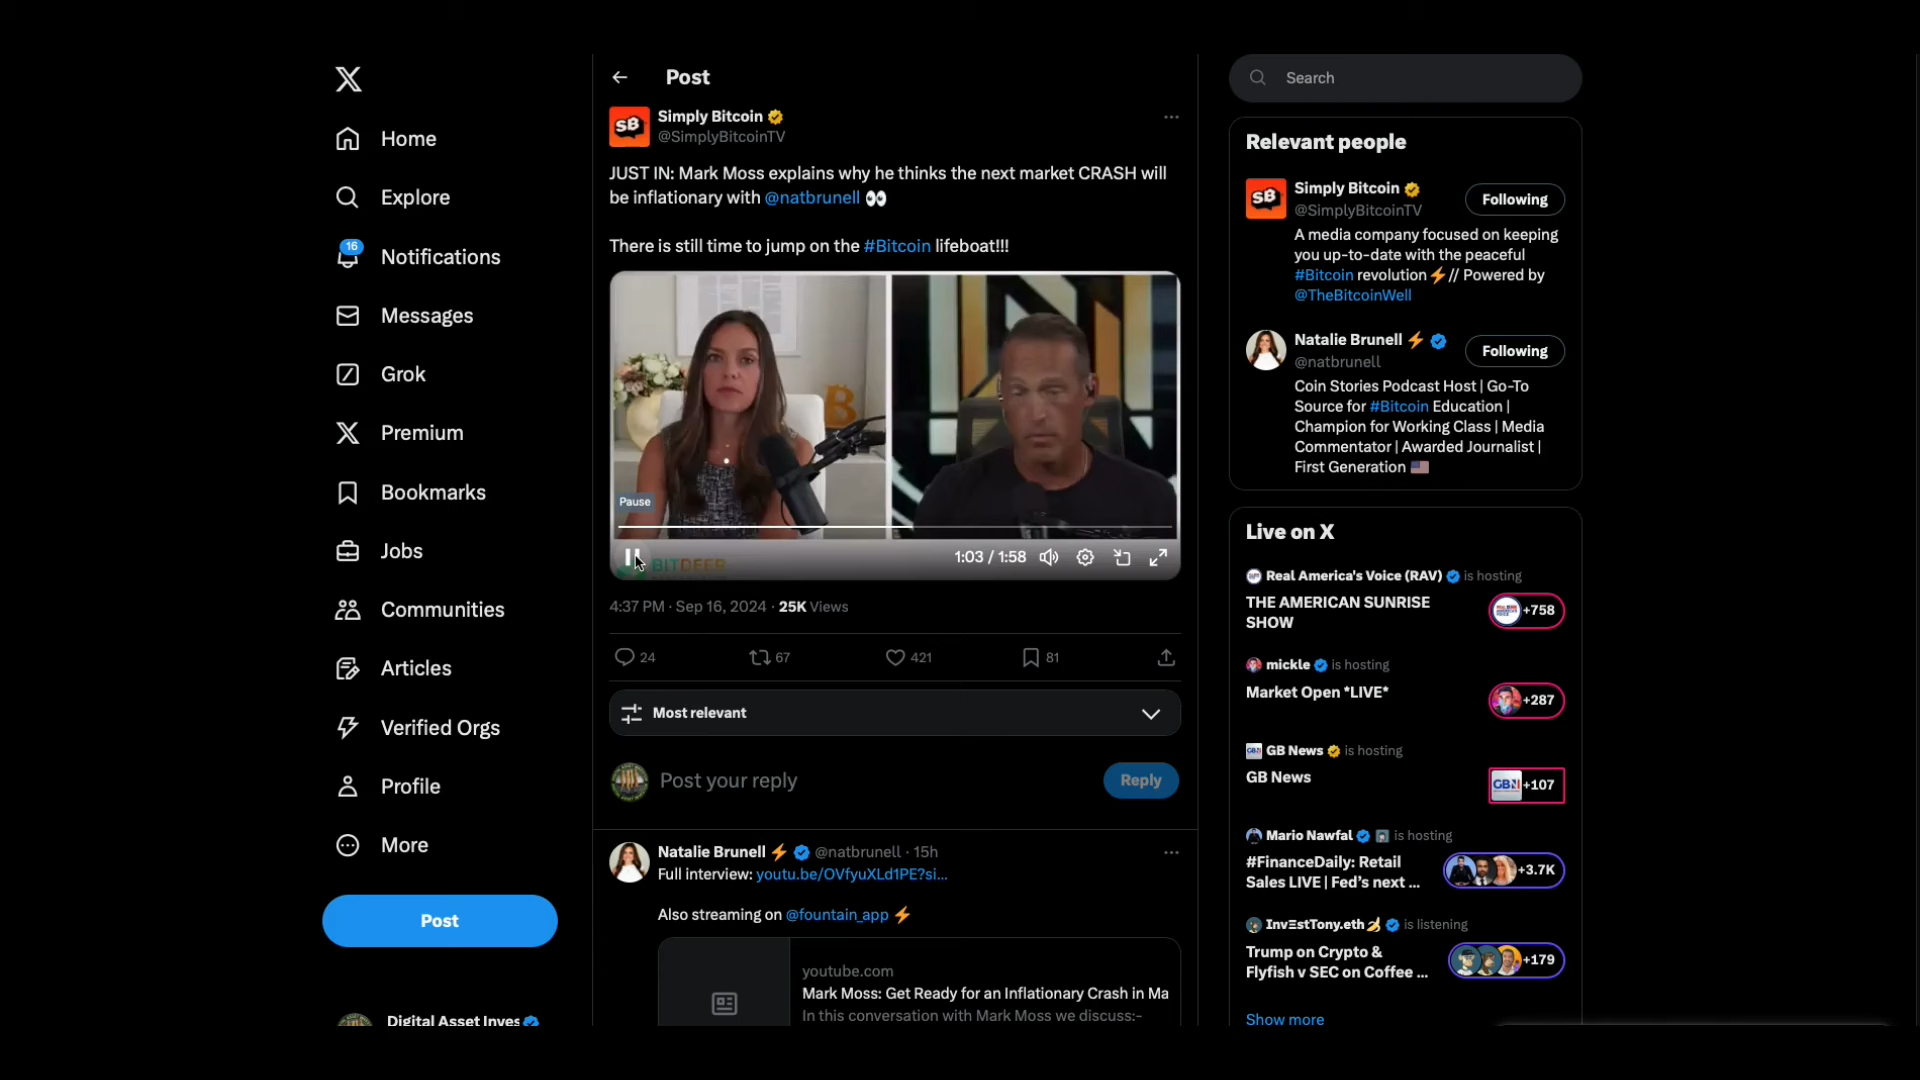 Home
Explore
16
Notifications
Messages
Grok
Premium
Bookmarks
Jobs
Communities
Articles
Verified Orgs
Profile
More
Post
Digital Asset Inves
Post
SB
Simply Bitcoin
@SimplyBitcoinTV
JUST IN: Mark Moss explains why he thinks the next market CRASH will
be inflationary with @natbrunell 👀
There is still time to jump on the #Bitcoin lifeboat!!!
Pause
BITDEER
1:03 / 1:58
4:37 PM · Sep 16, 2024 · 25K Views
24
67
421
81
Most relevant
Post your reply
Reply
Natalie Brunell ⚡ @natbrunell · 15h
Full interview: youtu.be/OVfyuXLd1PE?si...
Also streaming on @fountain_app ⚡
youtube.com
Mark Moss: Get Ready for an Inflationary Crash in Ma
In this conversation with Mark Moss we discuss:-
Search
Relevant people
SB
Simply Bitcoin
@SimplyBitcoinTV
Following
A media company focused on keeping
you up-to-date with the peaceful
#Bitcoin revolution⚡// Powered by
@TheBitcoinWell
Natalie Brunell ⚡
@natbrunell
Following
Coin Stories Podcast Host | Go-To
Source for #Bitcoin Education |
Champion for Working Class | Media
Commentator | Awarded Journalist |
First Generation 🇺🇸
Live on X
Real America's Voice (RAV) is hosting
THE AMERICAN SUNRISE
SHOW
+758
mickle is hosting
Market Open *LIVE*
+287
GBN GB News is hosting
GB News
GBN +107
Mario Nawfal is hosting
#FinanceDaily: Retail
Sales LIVE | Fed's next ...
+3.7K
InvΞstTony.eth🍌 is listening
Trump on Crypto &
Flyfish v SEC on Coffee ...
+179
Show more